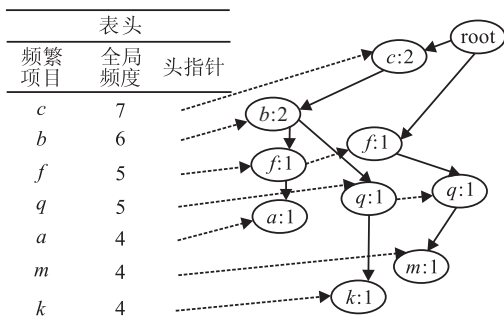 表头
频繁项目 全局频度 头指针
c 7
b 6
f 5
q 5
a 4
m 4
k 4
root
c:2
b:2
f:1
f:1
q:1
q:1
a:1
m:1
k:1